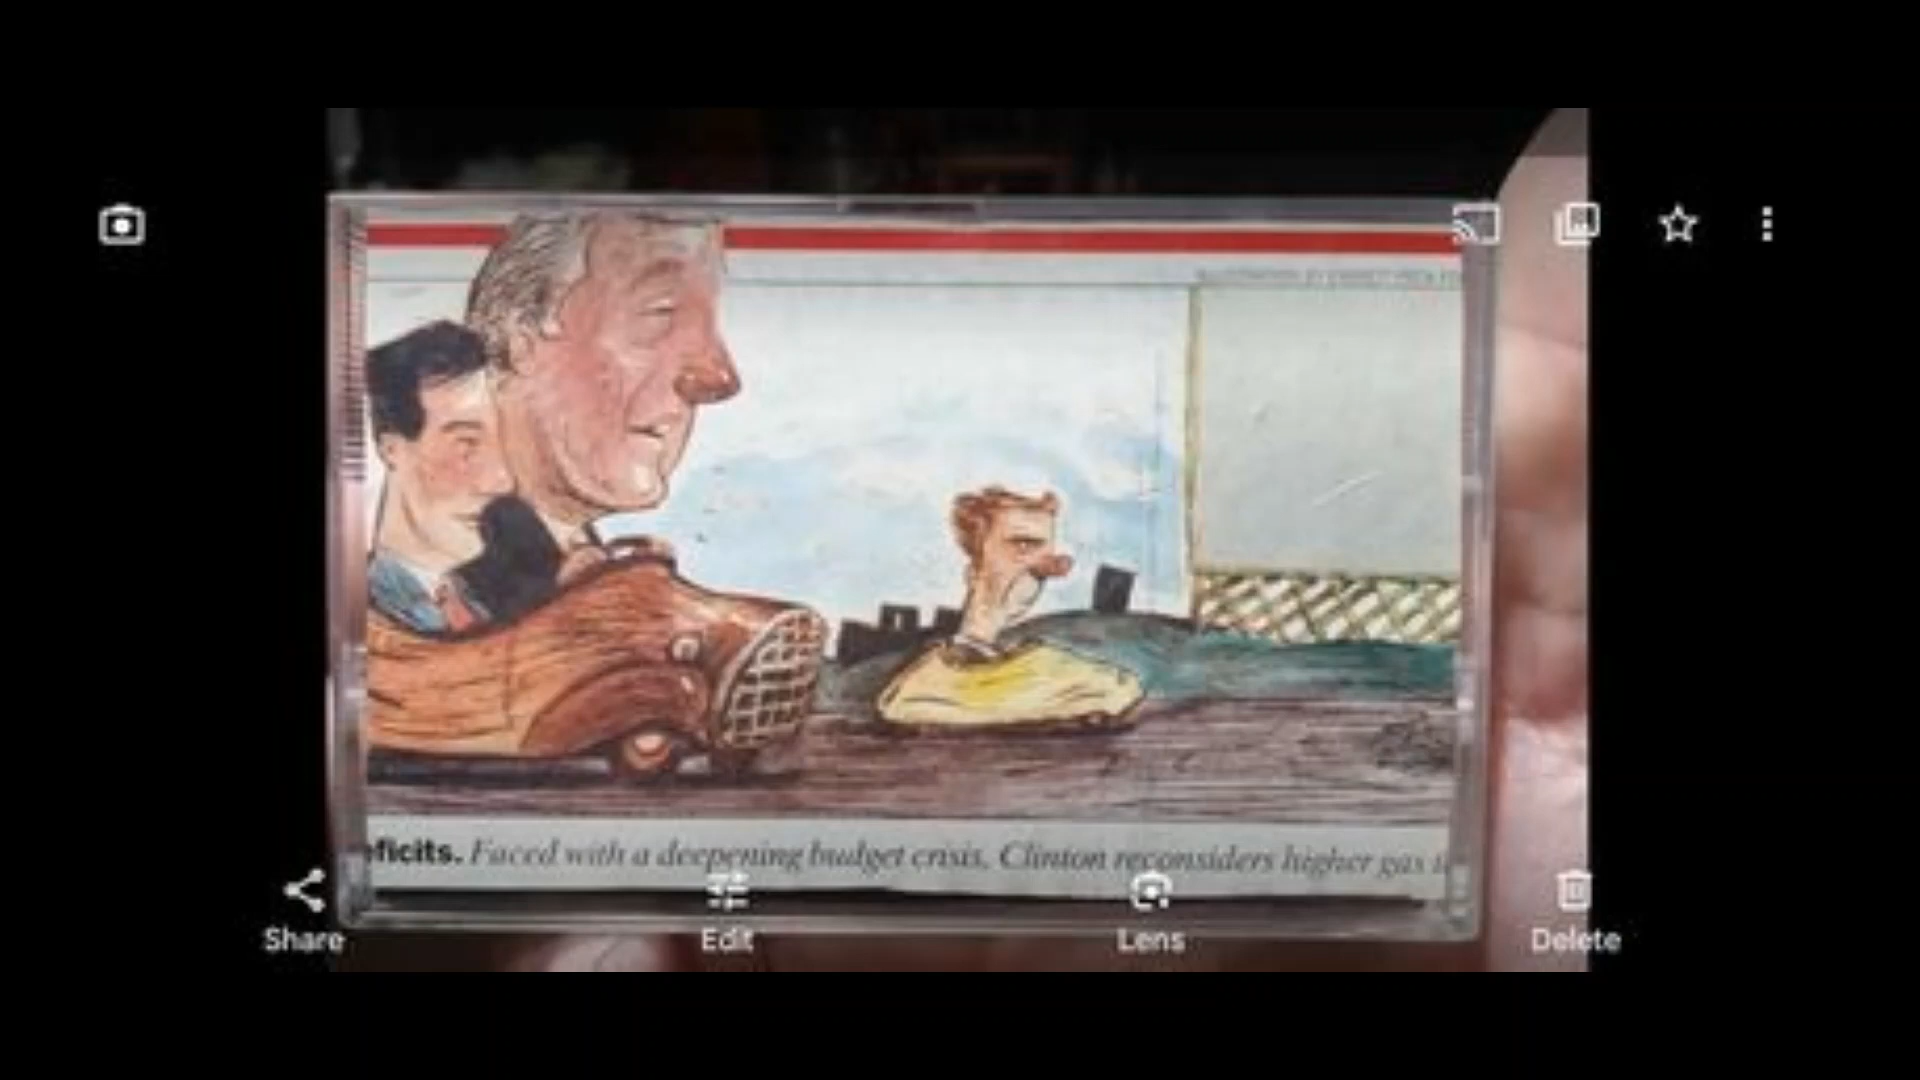 ficits. Faced with a deepening budget crisis, Clinton reconsiders higher gas
Share
Edit
Lens
Delete